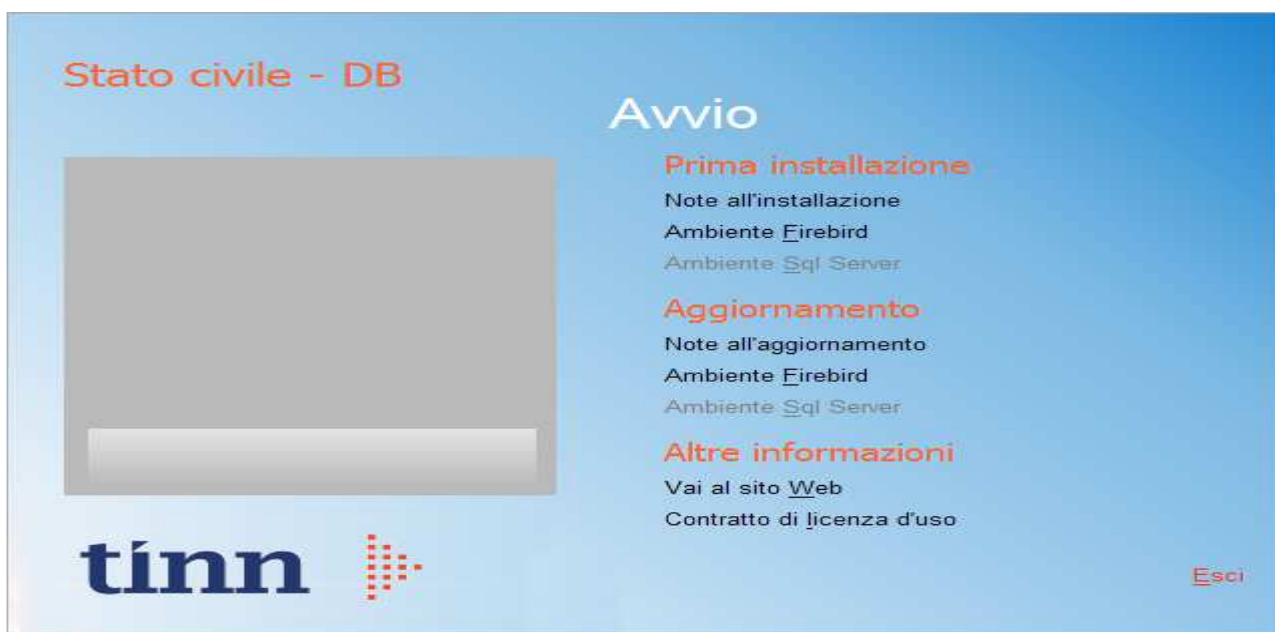 Stato civile - DB
Avvio
Prima installazione
Note all'installazione
Ambiente Firebird
Ambiente Sql Server
Aggiornamento
Note all'aggiornamento
Ambiente Firebird
Ambiente Sql Server
Altre informazioni
Vai al sito Web
Contratto di licenza d'uso
tinn
Esci